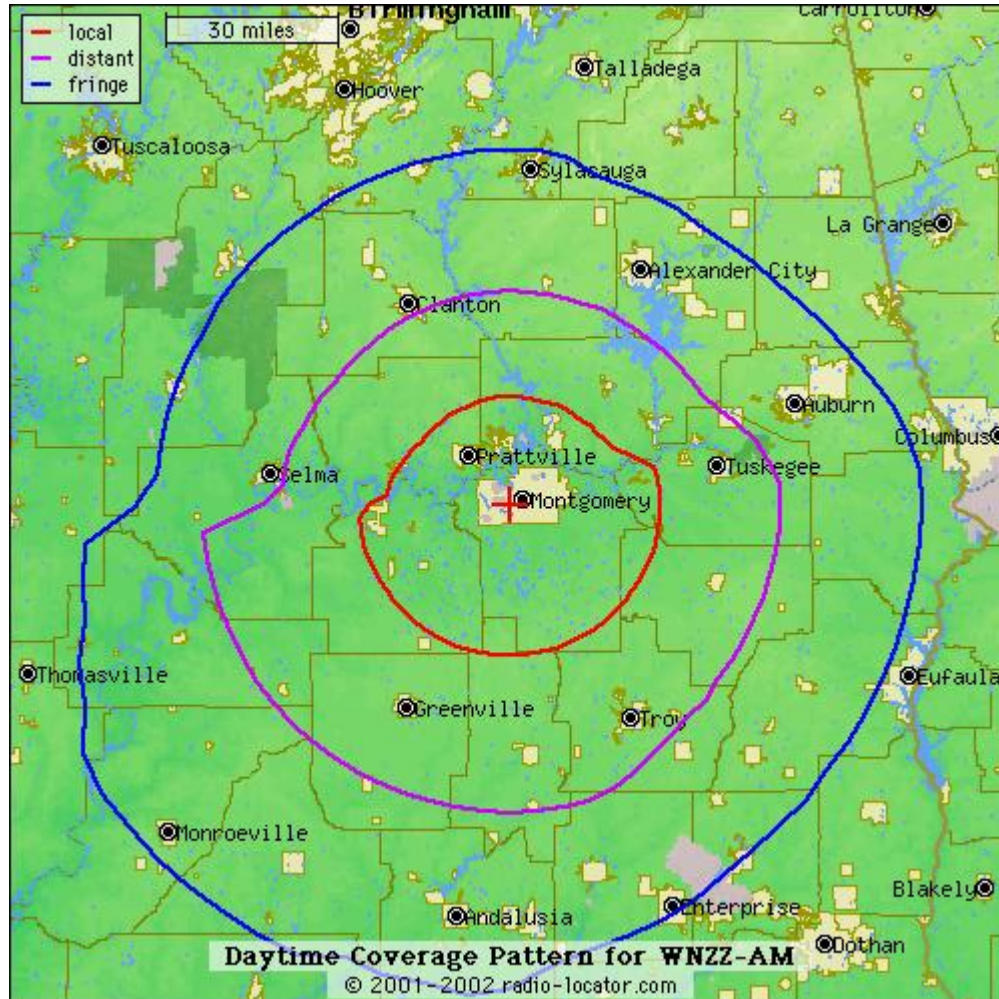 Birmingham
Carrollton
local
distant
fringe
30 miles
Talladega
Hoover
Tuscaloosa
Sylacauga
La Grange
Alexander City
Clanton
Auburn
Columbus
Prattville
Tuskegee
Selma
Montgomery
Thomasville
Eufaula
Greenville
Troy
Monroeville
Blakely
Enterprise
Andalusia
Dothan
Daytime Coverage Pattern for WNZZ-AM
© 2001-2002 radio-locator.com